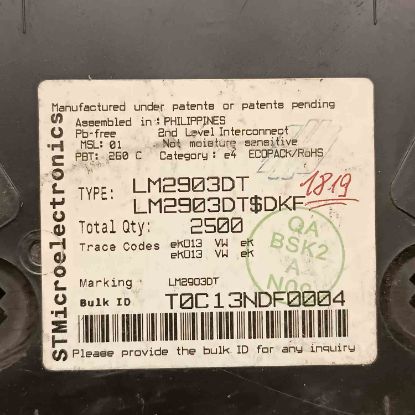 STMicroelectronics
Manufactured under patents or patents pending
Assembled in : PHILIPPINES
Pb-free 2nd Level Interconnect
MSL: 01 Not moisture sensitive
PBT: 260 C Category : e4 ECOPACK/RoHS
TYPE: LM2903DT
LM2903DT$DKF
1819
Total Qty: 2500
Trace Codes eK013 VW eK
eK013 VW eK
QA
BSK2
A
Marking LM2903DT
Bulk ID T0C13NDF0004
Please provide the bulk ID for any inquiry